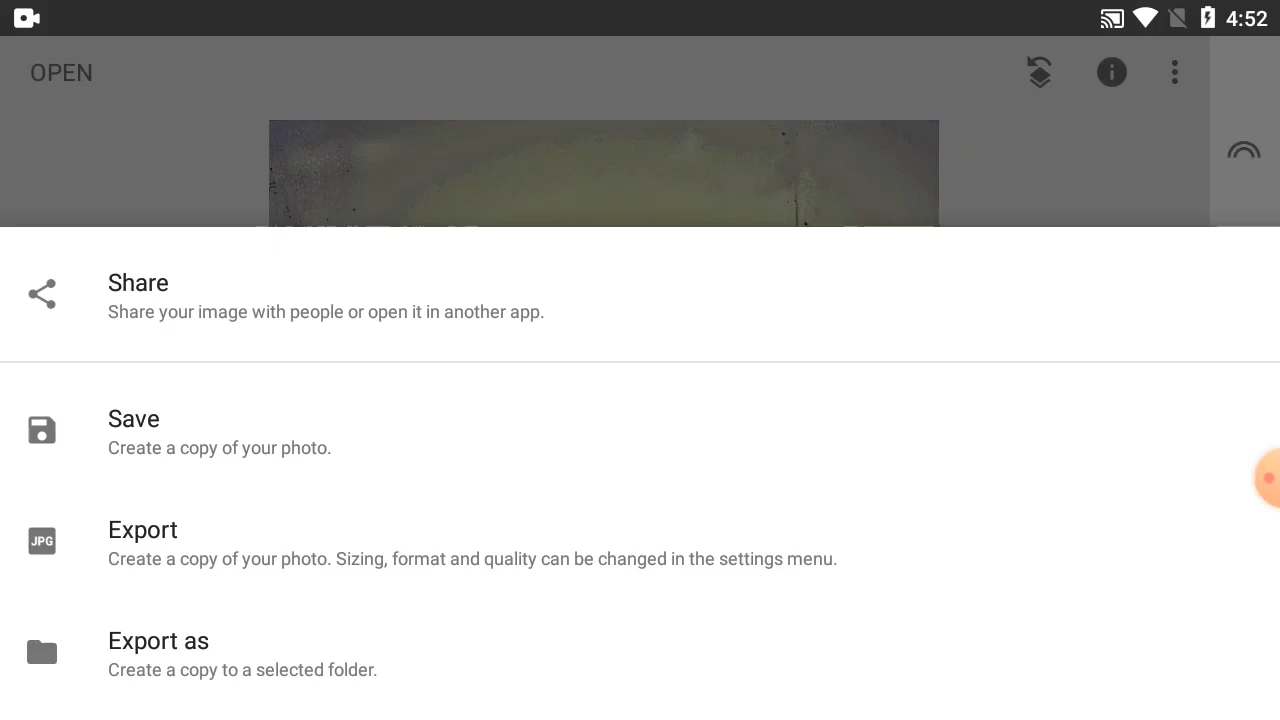 4:52
OPEN
Share
Share your image with people or open it in another app.
Save
Create a copy of your photo.
JPG
Export
Create a copy of your photo. Sizing, format and quality can be changed in the settings menu.
Export as
Create a copy to a selected folder.